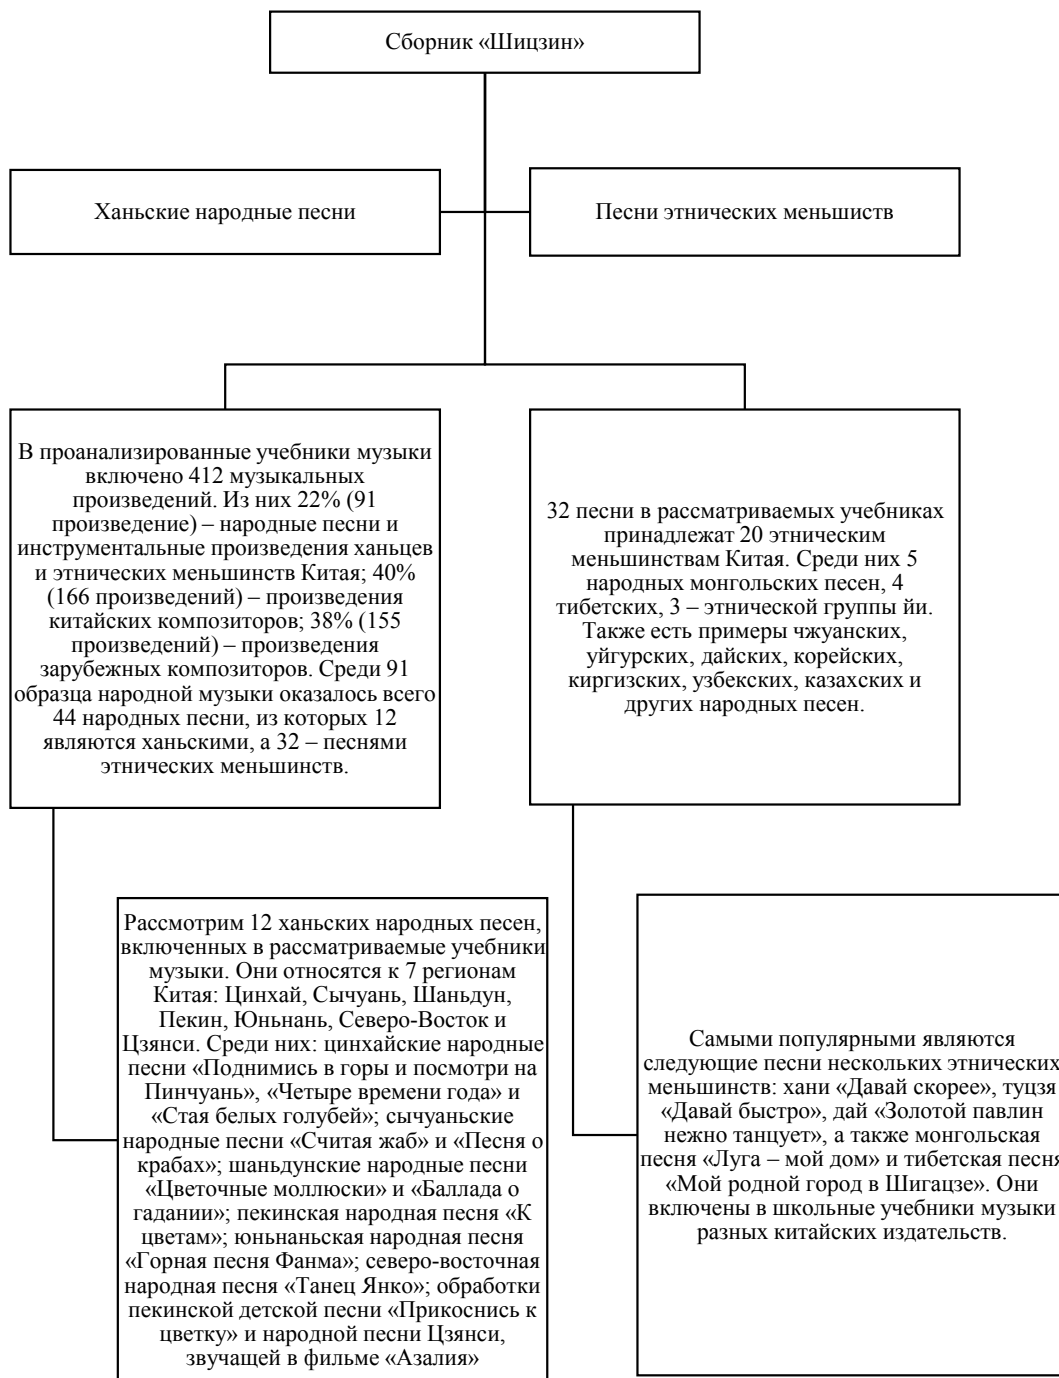 Сборник «Шицзин»
Ханьские народные песни
Песни этнических меньшиств
В проанализированные учебники музыки
включено 412 музыкальных
произведений. Из них 22% (91
произведение) – народные песни и
инструментальные произведения ханьцев
и этнических меньшинств Китая; 40%
(166 произведений) – произведения
китайских композиторов; 38% (155
произведений) – произведения
зарубежных композиторов. Среди 91
образца народной музыки оказалось всего
44 народных песни, из которых 12
являются ханьскими, а 32 – песнями
этнических меньшинств.
32 песни в рассматриваемых учебниках
принадлежат 20 этническим
меньшинствам Китая. Среди них 5
народных монгольских песен, 4
тибетских, 3 – этнической группы йи.
Также есть примеры чжуанских,
уйгурских, дайских, корейских,
киргизских, узбекских, казахских и
других народных песен.
Рассмотрим 12 ханьских народных песен,
включенных в рассматриваемые учебники
музыки. Они относятся к 7 регионам
Китая: Цинхай, Сычуань, Шаньдун,
Пекин, Юньнань, Северо-Восток и
Цзянси. Среди них: цинхайские народные
песни «Поднимись в горы и посмотри на
Пинчуань», «Четыре времени года» и
«Стая белых голубей»; сычуаньские
народные песни «Считая жаб» и «Песня о
крабах»; шаньдунские народные песни
«Цветочные моллюски» и «Баллада о
гадании»; пекинская народная песня «К
цветам»; юньнаньская народная песня
«Горная песня Фанма»; северо-восточная
народная песня «Танец Янко»; обработки
пекинской детской песни «Прикоснись к
цветку» и народной песни Цзянси,
звучащей в фильме «Азалия»
Самыми популярными являются
следующие песни нескольких этнических
меньшинств: хани «Давай скорее», туцзя
«Давай быстро», дай «Золотой павлин
нежно танцует», а также монгольская
песня «Луга – мой дом» и тибетская песня
«Мой родной город в Шигацзе». Они
включены в школьные учебники музыки
разных китайских издательств.